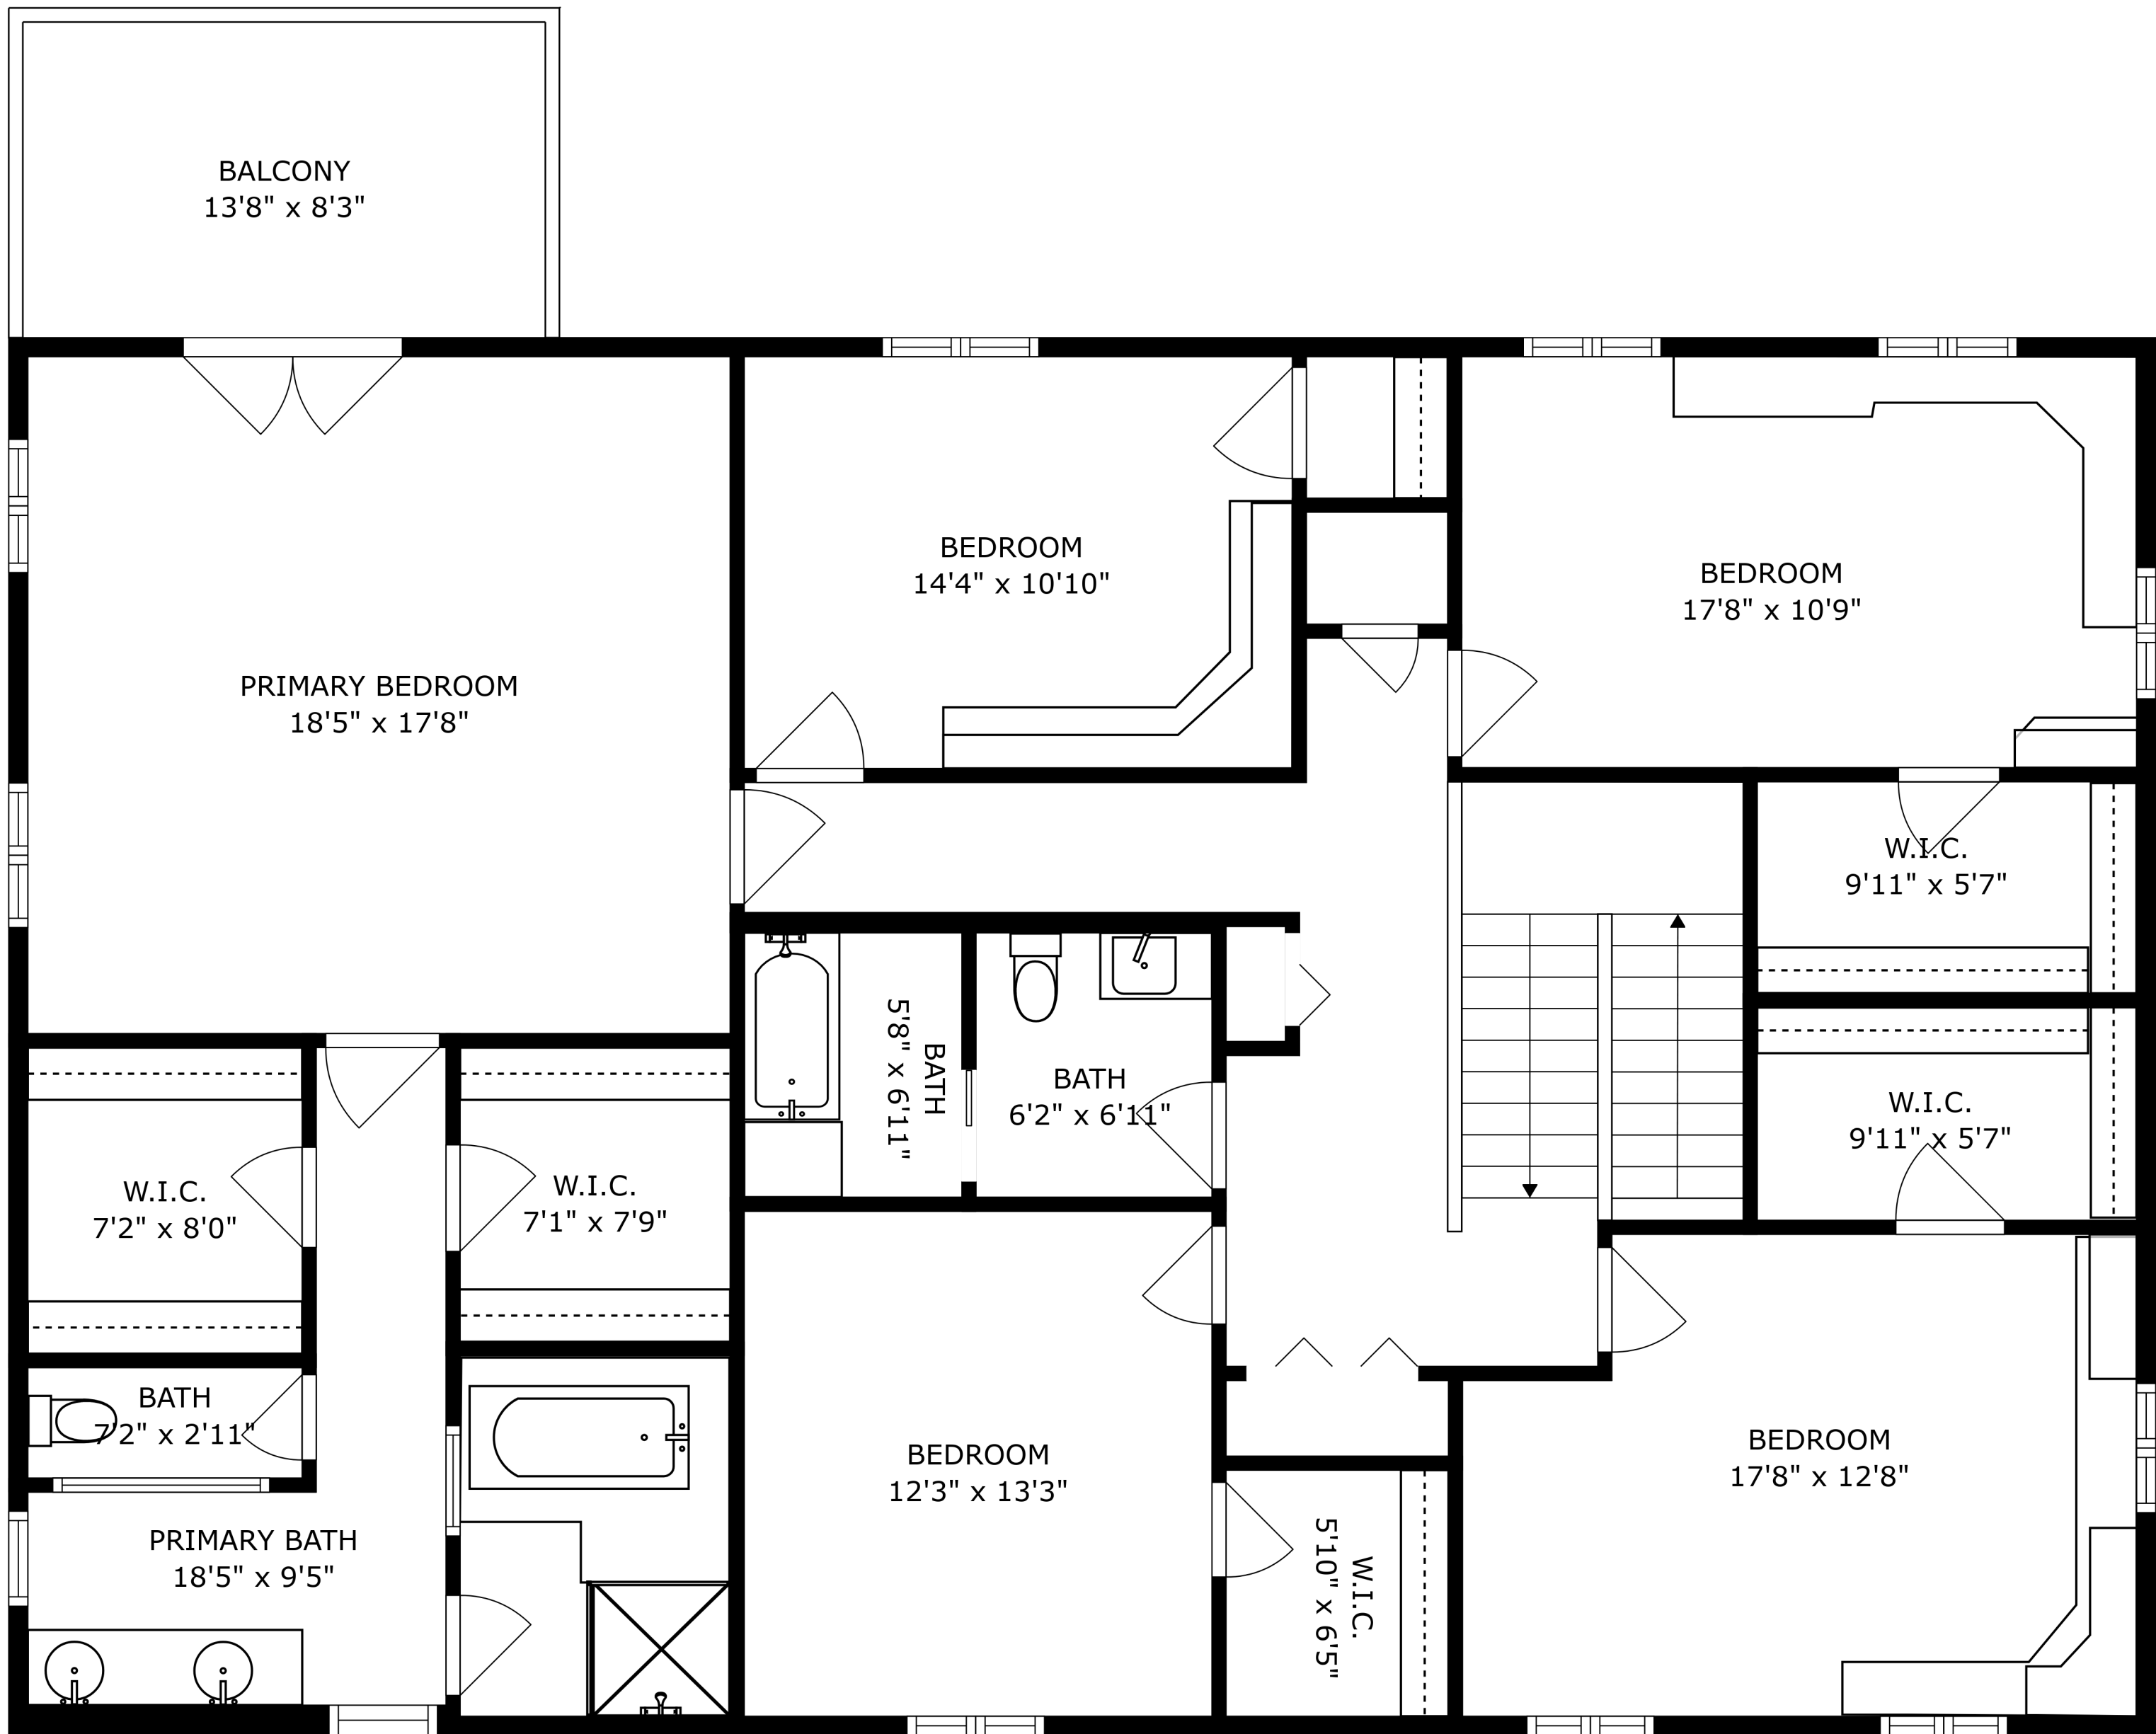 BALCONY
13'8" x 8'3"
BEDROOM
14'4" x 10'10"
BEDROOM
17'8" x 10'9"
PRIMARY BEDROOM
18'5" x 17'8"
W.I.C.
9'11" x 5'7"
BATH
5'8" x 6'11"
BATH
6'2" x 6'11"
W.I.C.
9'11" x 5'7"
W.I.C.
7'2" x 8'0"
W.I.C.
7'1" x 7'9"
BATH
7'2" x 2'11"
BEDROOM
12'3" x 13'3"
BEDROOM
17'8" x 12'8"
PRIMARY BATH
18'5" x 9'5"
W.I.C.
5'10" x 6'5"